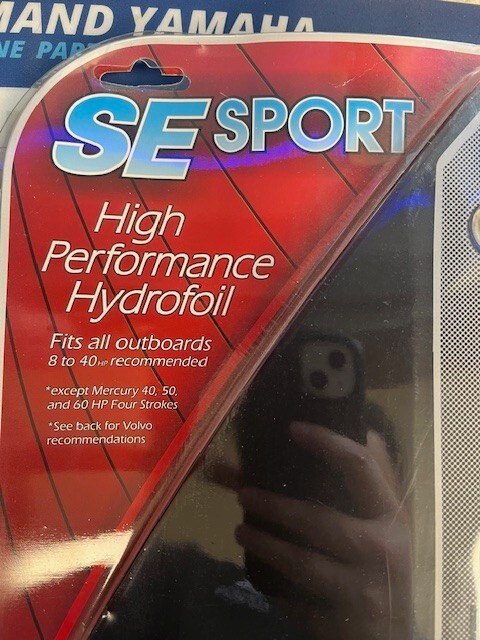 MAND YAMAHA
NE PAR
SE SPORT
High
Performance
Hydrofoil
Fits all outboards
8 to 40HP recommended
*except Mercury 40, 50,
and 60 HP Four Strokes
*See back for Volvo
recommendations